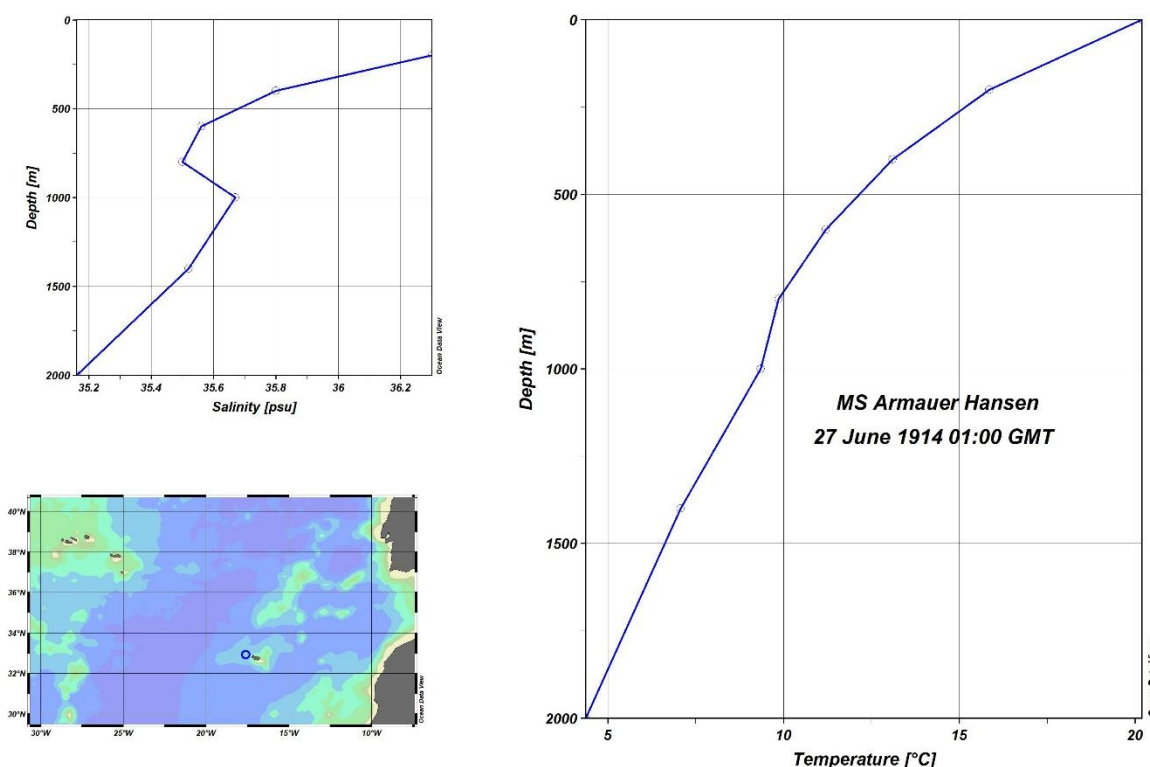 0
500
1000
1500
2000
Depth [m]
35.2 35.4 35.6 35.8 36 36.2
Salinity [psu]
Ocean Data View
40°N
38°N
36°N
34°N
32°N
30°N
30°W 25°W 20°W 15°W 10°W
Ocean Data View
0
500
1000
1500
2000
Depth [m]
MS Armauer Hansen
27 June 1914 01:00 GMT
5 10 15 20
Temperature [°C]